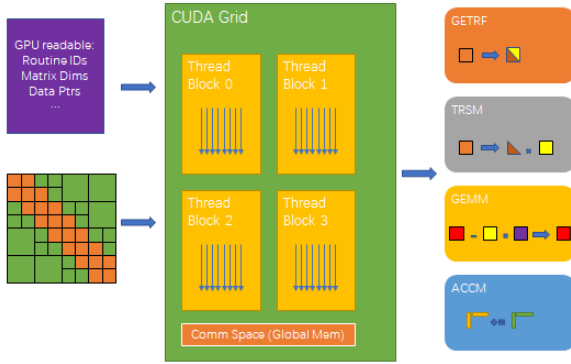 GPU readable:
Routine IDs
Matrix Dims
Data Ptrs
...
CUDA Grid
Thread
Block 0
Thread
Block 1
Thread
Block 2
Thread
Block 3
Comm Space (Global Mem)
GETRF
TRSM
*
GEMM
- * 
ACCM
+=